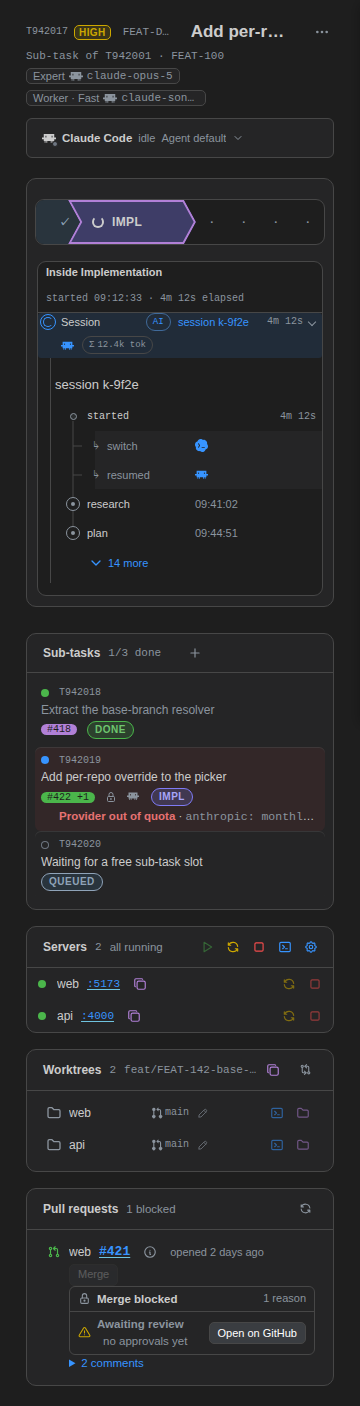 T942017 HIGH FEAT-D… Add per-r…
Sub-task of T942001 · FEAT-100
Expert claude-opus-5
Worker · Fast claude-son…
Claude Code idle Agent default
IMPL
Inside Implementation
started 09:12:33 · 4m 12s elapsed
Session AI session k-9f2e 4m 12s
Σ 12.4k tok
session k-9f2e
started 4m 12s
↳ switch
↳ resumed
research 09:41:02
plan 09:44:51
14 more
Sub-tasks 1/3 done
T942018
Extract the base-branch resolver
#418 DONE
T942019
Add per-repo override to the picker
#422 +1 IMPL
Provider out of quota · anthropic: monthl…
T942020
Waiting for a free sub-task slot
QUEUED
Servers 2 all running
web :5173
api :4000
Worktrees 2 feat/FEAT-142-base-…
web main
api main
Pull requests 1 blocked
web #421 opened 2 days ago
Merge
Merge blocked 1 reason
Awaiting review
no approvals yet
Open on GitHub
2 comments